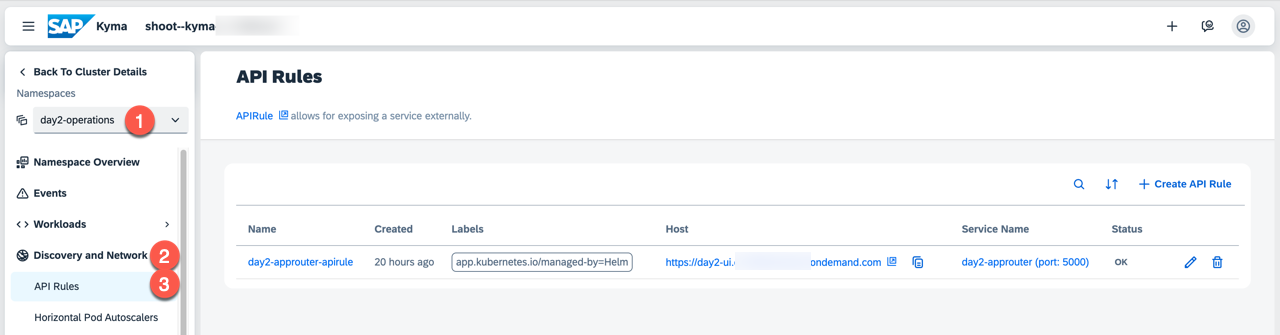 SAP Kyma shoot--kyma
Back To Cluster Details
Namespaces
day2-operations 1
Namespace Overview
Events
Workloads
Discovery and Network 2
API Rules 3
Horizontal Pod Autoscalers
API Rules
APIRule allows for exposing a service externally.
+ Create API Rule
Name Created Labels Host Service Name Status
day2-approuter-apirule 20 hours ago app.kubernetes.io/managed-by=Helm https://day2-ui. ondemand.com day2-approuter (port: 5000) OK